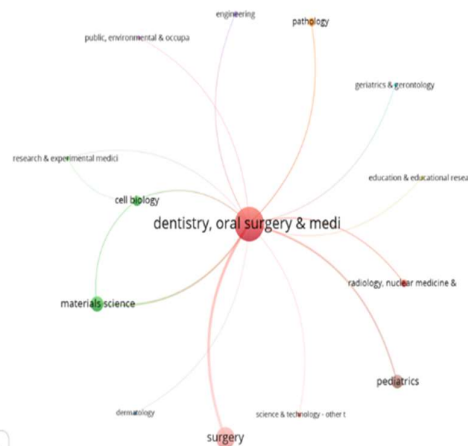 engineering
pathology
public, environmental & occupa
geriatrics & gerontology
research & experimental medici
education & educational resea
cell biology
dentistry, oral surgery & medi
radiology, nuclear medicine &
materials science
pediatrics
dermatology
science & technology - other t
surgery